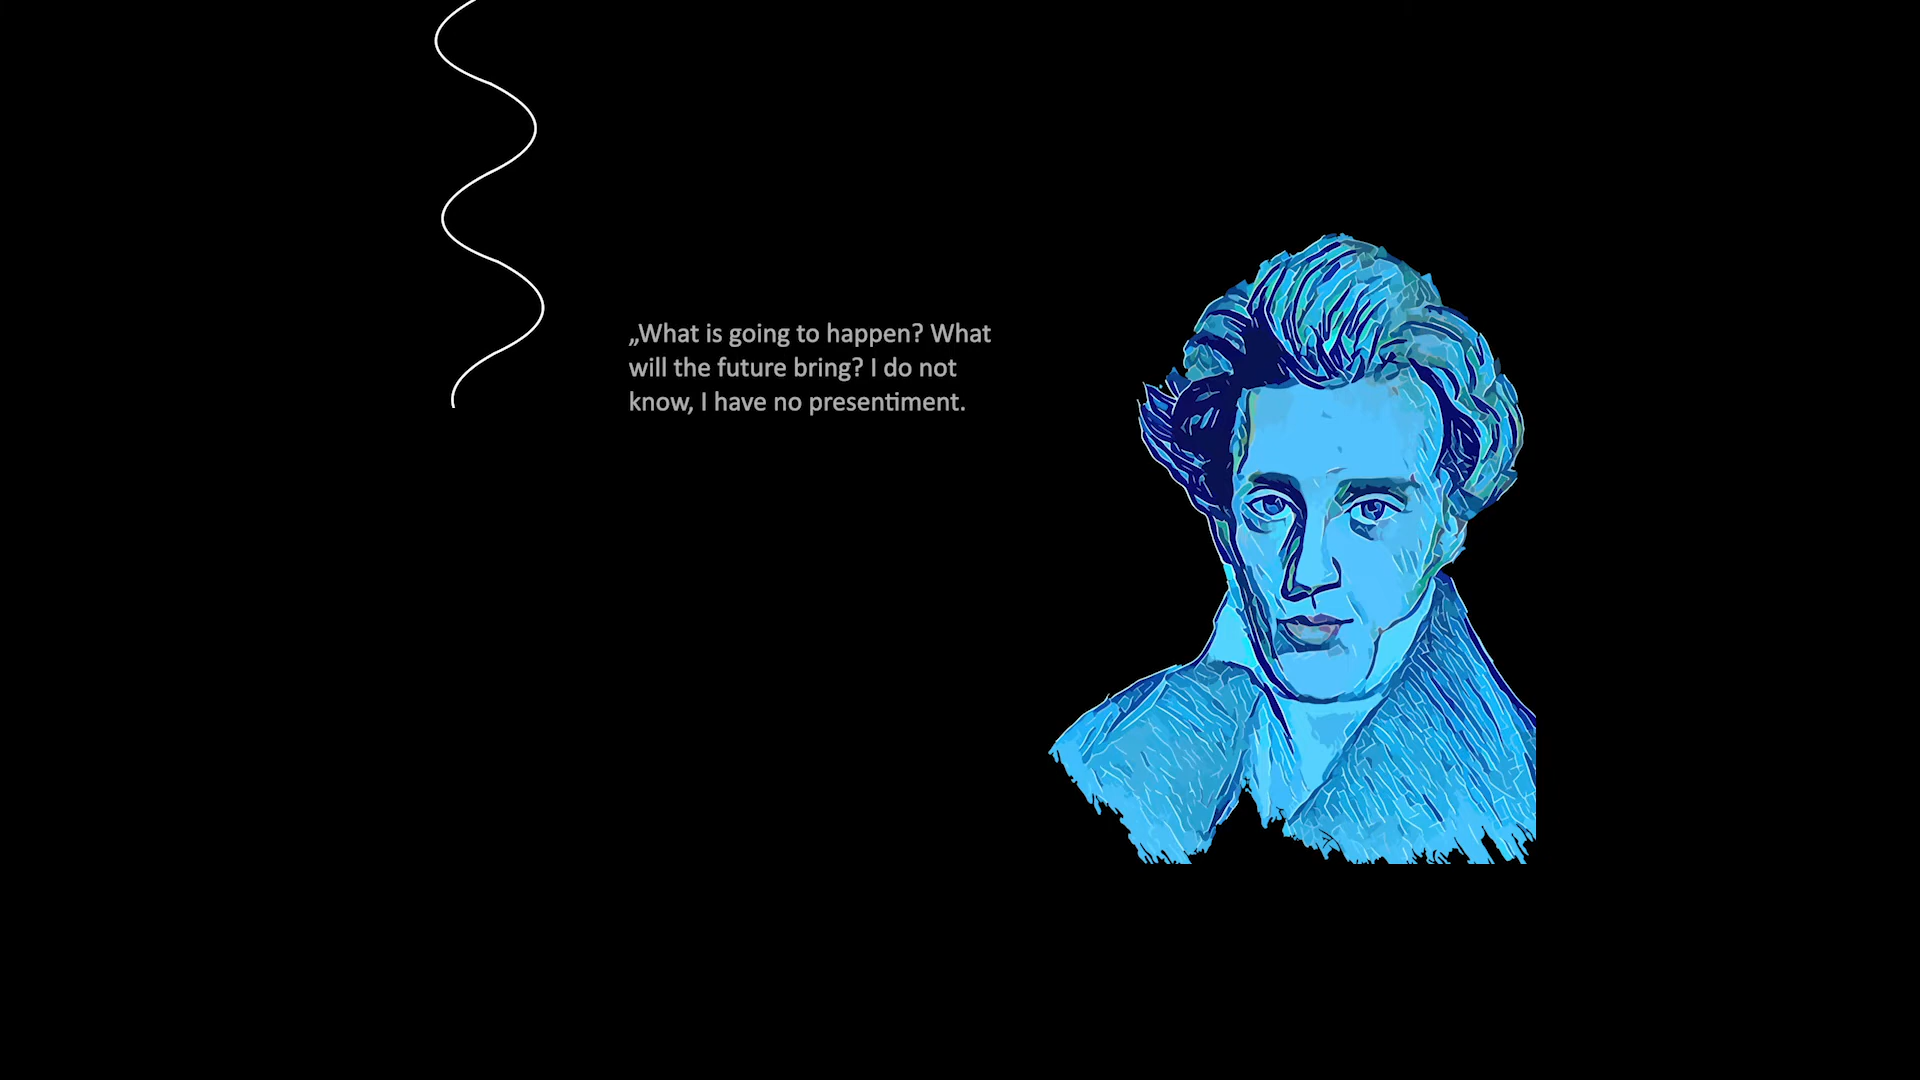 „What is going to happen? What
will the future bring? I do not
know, I have no presentiment.